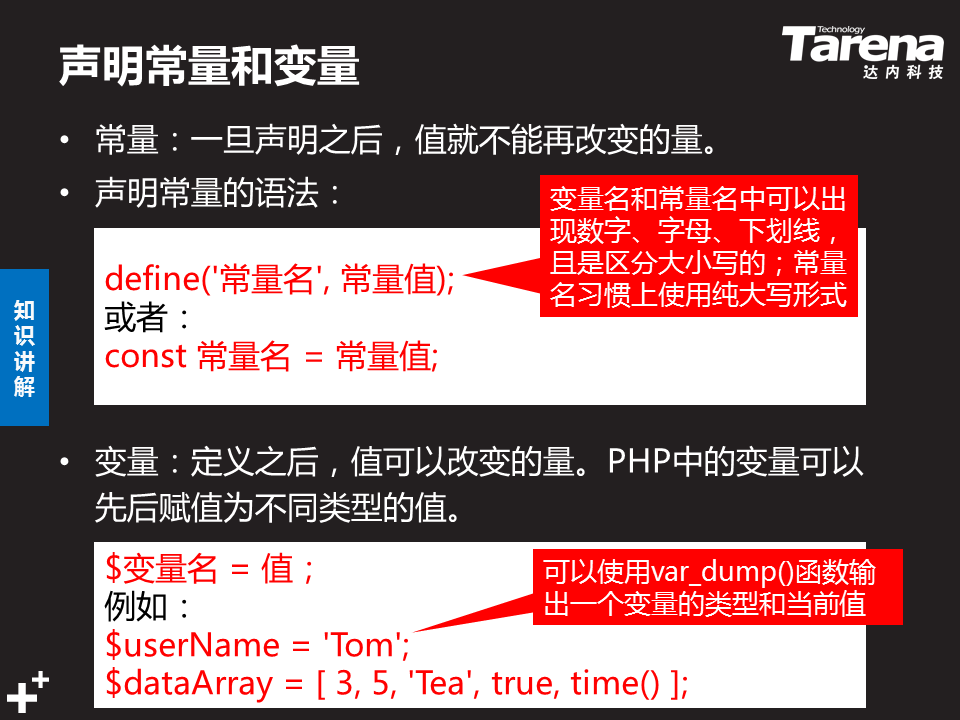 声明常量和变量
Technology
Tarena
达内科技
• 常量：一旦声明之后，值就不能再改变的量。
• 声明常量的语法：
变量名和常量名中可以出
现数字、字母、下划线，
且是区分大小写的；常量
名习惯上使用纯大写形式
define('常量名', 常量值);
或者：
const 常量名 = 常量值;
知
识
讲
解
• 变量：定义之后，值可以改变的量。PHP中的变量可以
先后赋值为不同类型的值。
$变量名 = 值；
例如：
$userName = 'Tom';
$dataArray = [ 3, 5, 'Tea', true, time() ];
可以使用var_dump()函数输
出一个变量的类型和当前值